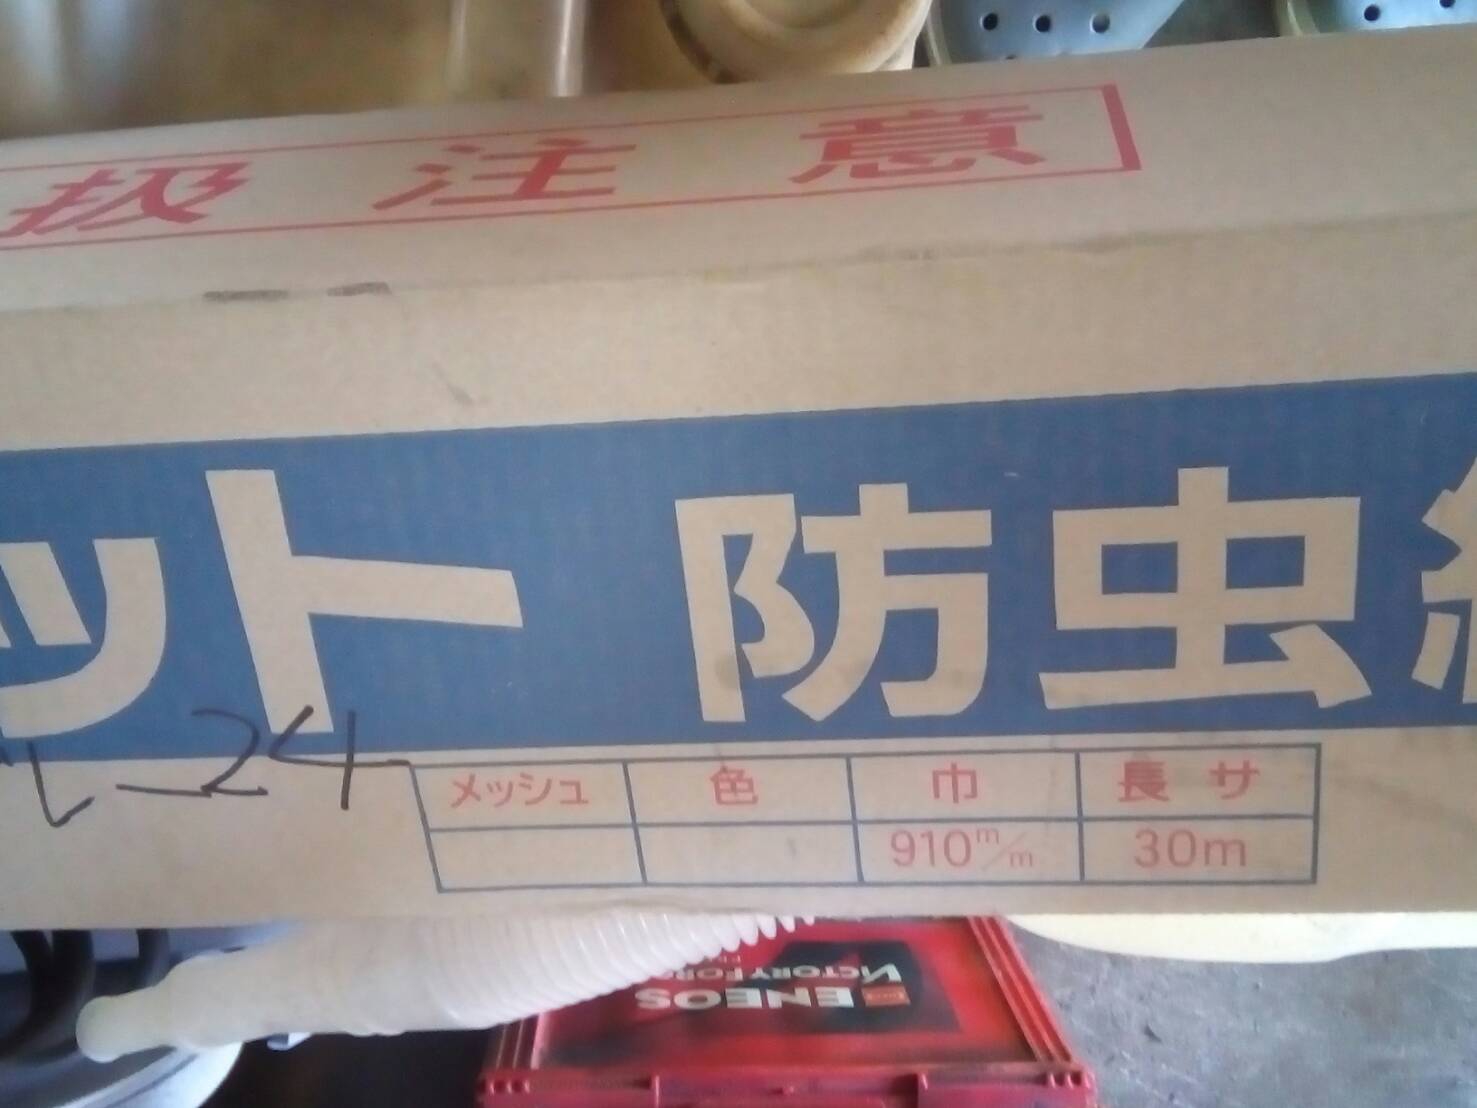 扱注意
ット 防虫
24
メッシュ 色 巾 長サ
910m/m 30m
VICTORY FORC
ENEOS